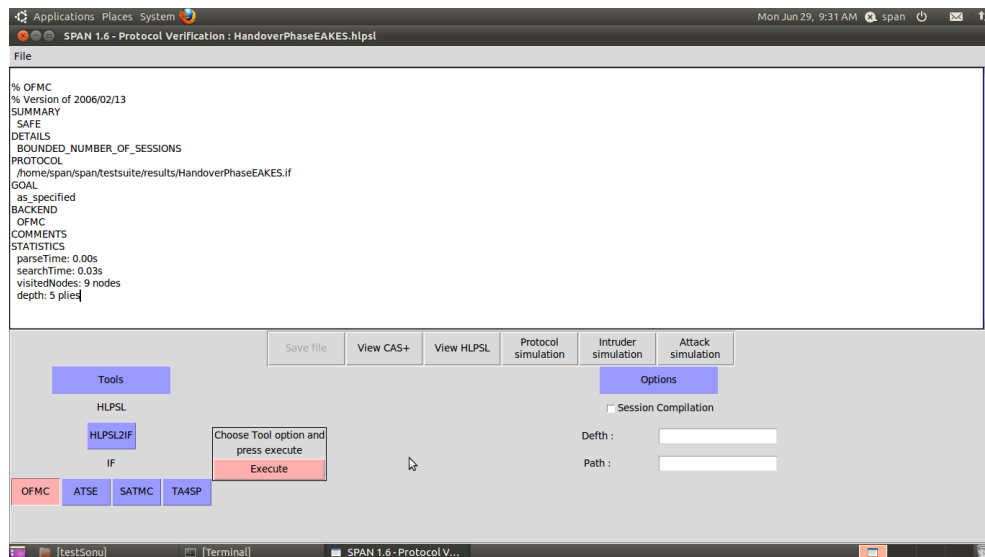 Applications Places System Mon Jun 29, 9:31 AM span
SPAN 1.6 - Protocol Verification : HandoverPhaseEAKES.hlpsl
File
% OFMC
% Version of 2006/02/13
SUMMARY
SAFE
DETAILS
BOUNDED_NUMBER_OF_SESSIONS
PROTOCOL
/home/span/span/testsuite/results/HandoverPhaseEAKES.if
GOAL
as_specified
BACKEND
OFMC
COMMENTS
STATISTICS
parseTime: 0.00s
searchTime: 0.03s
visitedNodes: 9 nodes
depth: 5 plies
Save file
View CAS+
View HLPSL
Protocol
simulation
Intruder
simulation
Attack
simulation
Tools
HLPSL
HLPSL2IF
IF
OFMC
ATSE
SATMC
TA4SP
Choose Tool option and
press execute
Execute
Options
Session Compilation
Defth :
Path :
[testSonu]
[Terminal]
SPAN 1.6 - Protocol V...